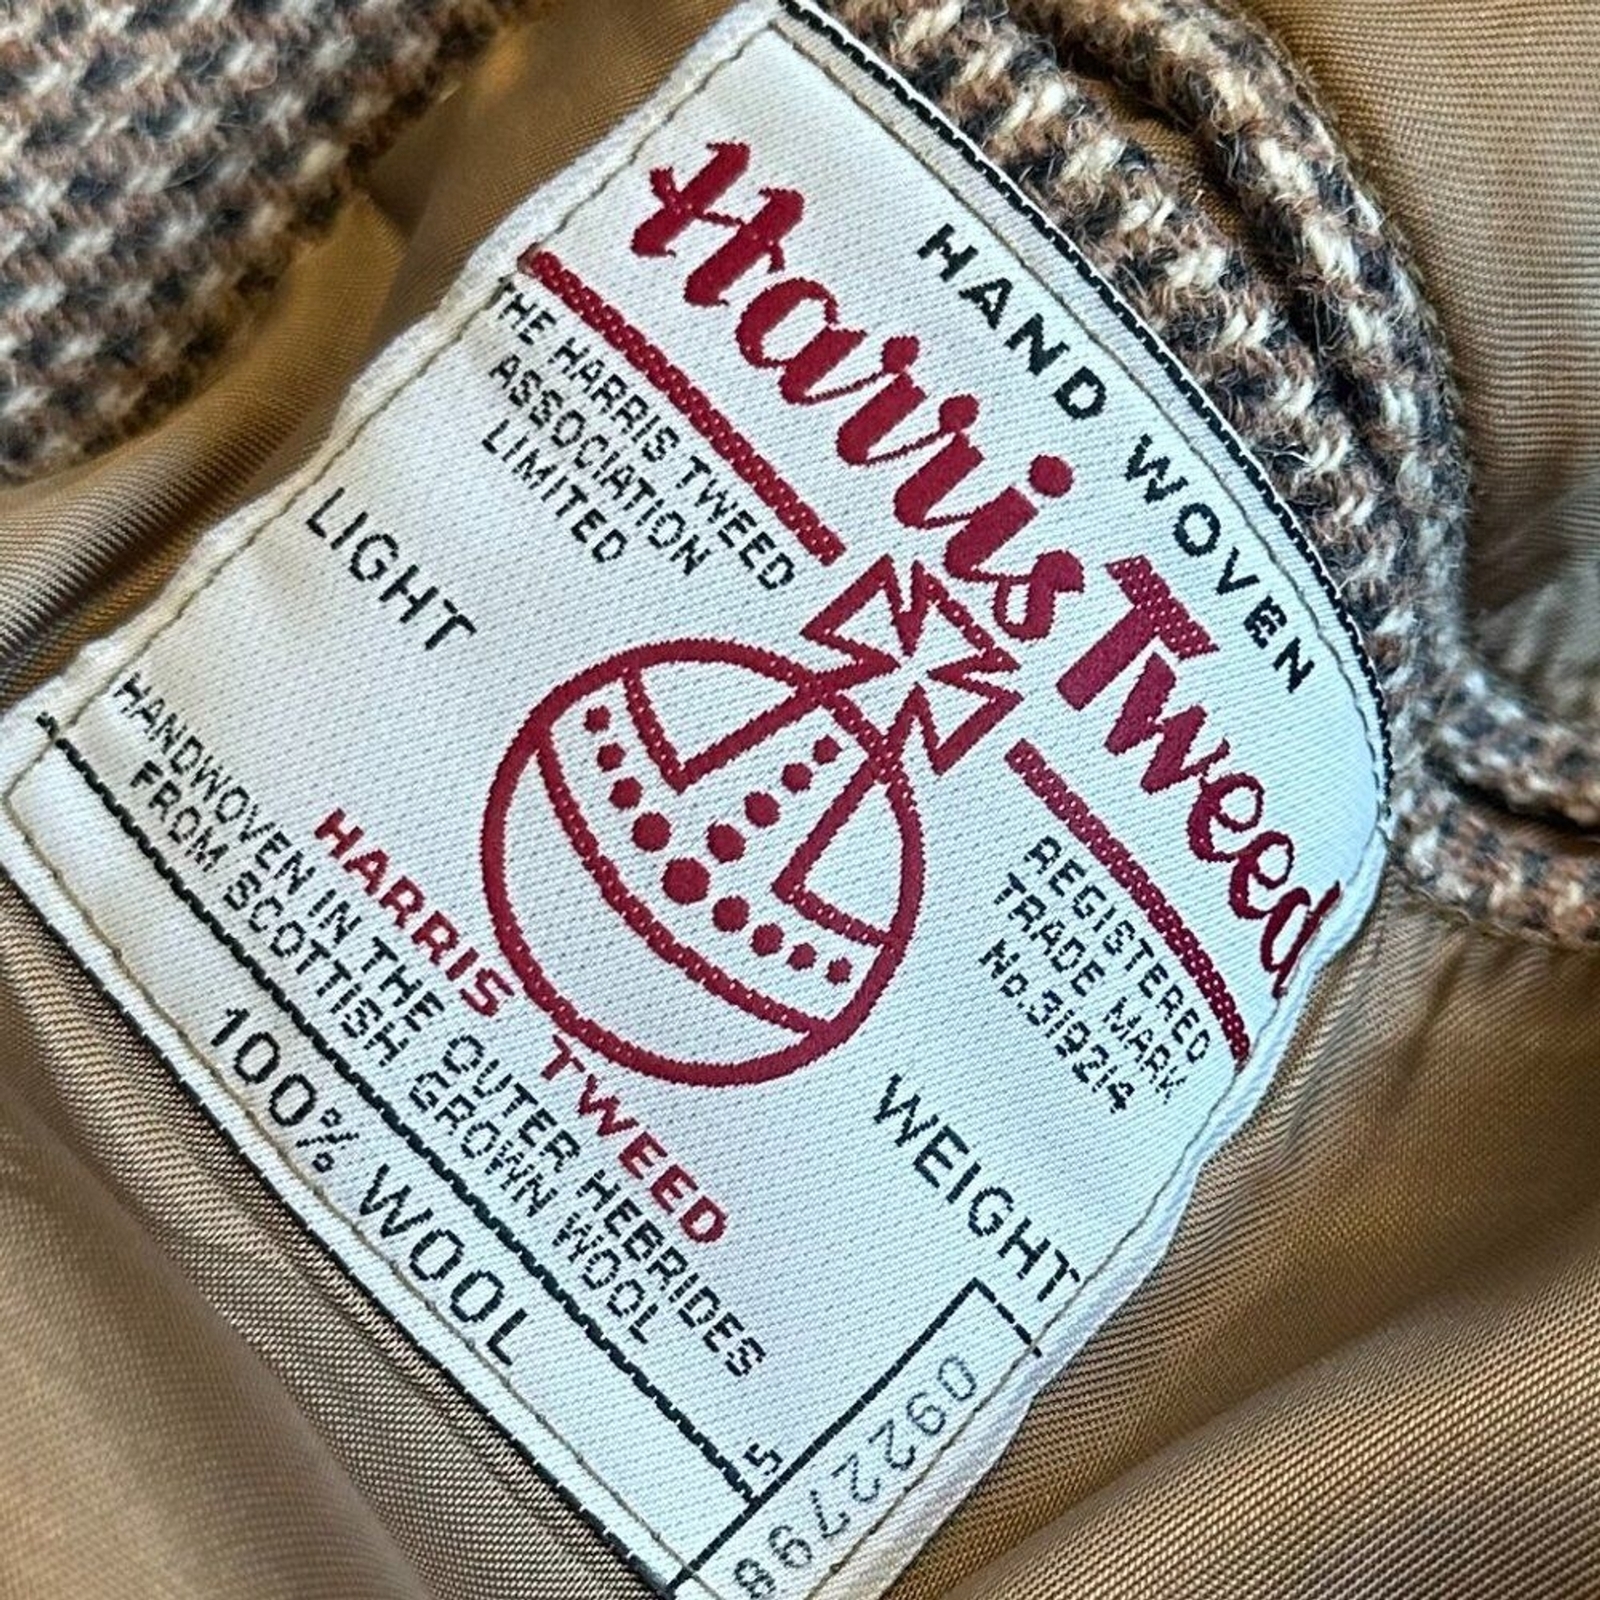 HAND WOVEN
Harris Tweed
THE HARRIS TWEED
ASSOCIATION
LIMITED
REGISTERED
TRADE MARK
No.319214
LIGHT
WEIGHT
HARRIS TWEED
HANDWOVEN IN THE OUTER HEBRIDES
FROM SCOTTISH GROWN WOOL
100% WOOL
5
0922798